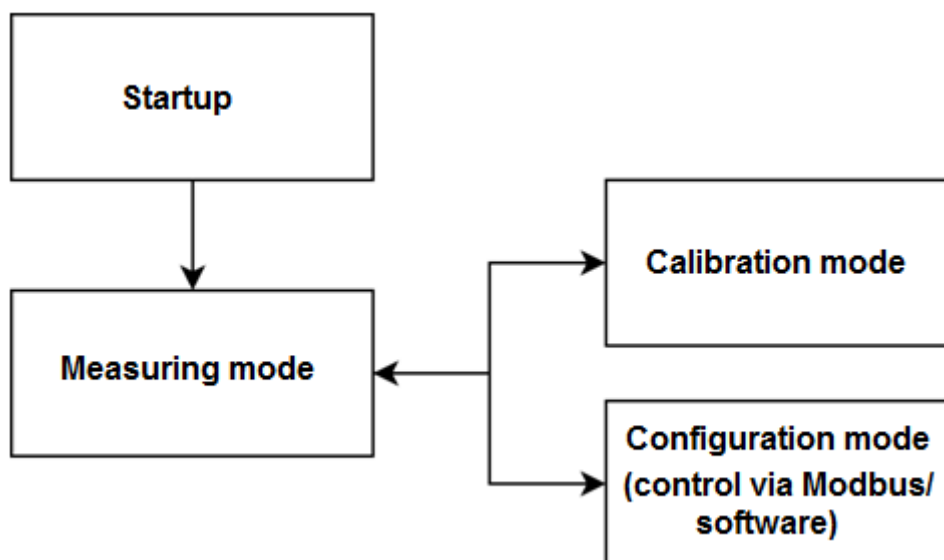 Startup
Measuring mode
Calibration mode
Configuration mode
(control via Modbus/
software)